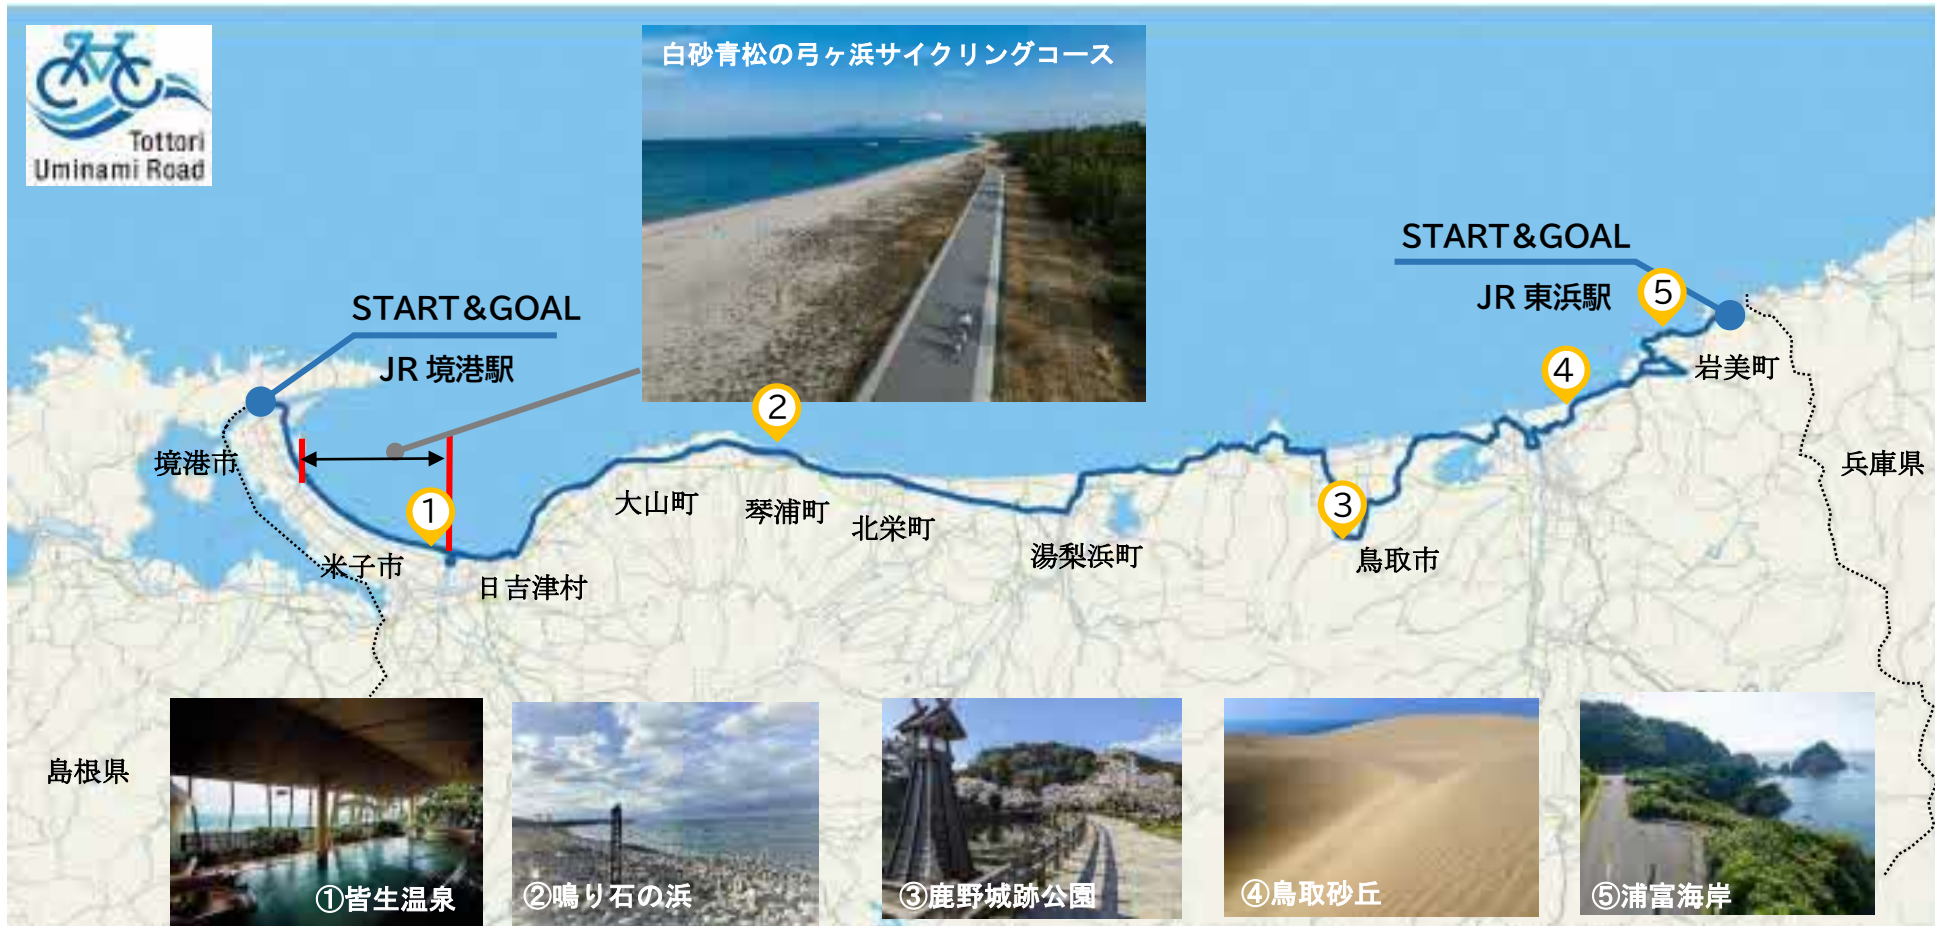 Tottori
Uminami Road
白砂青松の弓ヶ浜サイクリングコース
START&GOAL
JR 東浜駅
START&GOAL
JR 境港駅
⑤
④
②
③
①
岩美町
境港市
兵庫県
大山町
琴浦町
北栄町
湯梨浜町
鳥取市
米子市
日吉津村
島根県
①皆生温泉
②鳴り石の浜
③鹿野城跡公園
④鳥取砂丘
⑤浦富海岸